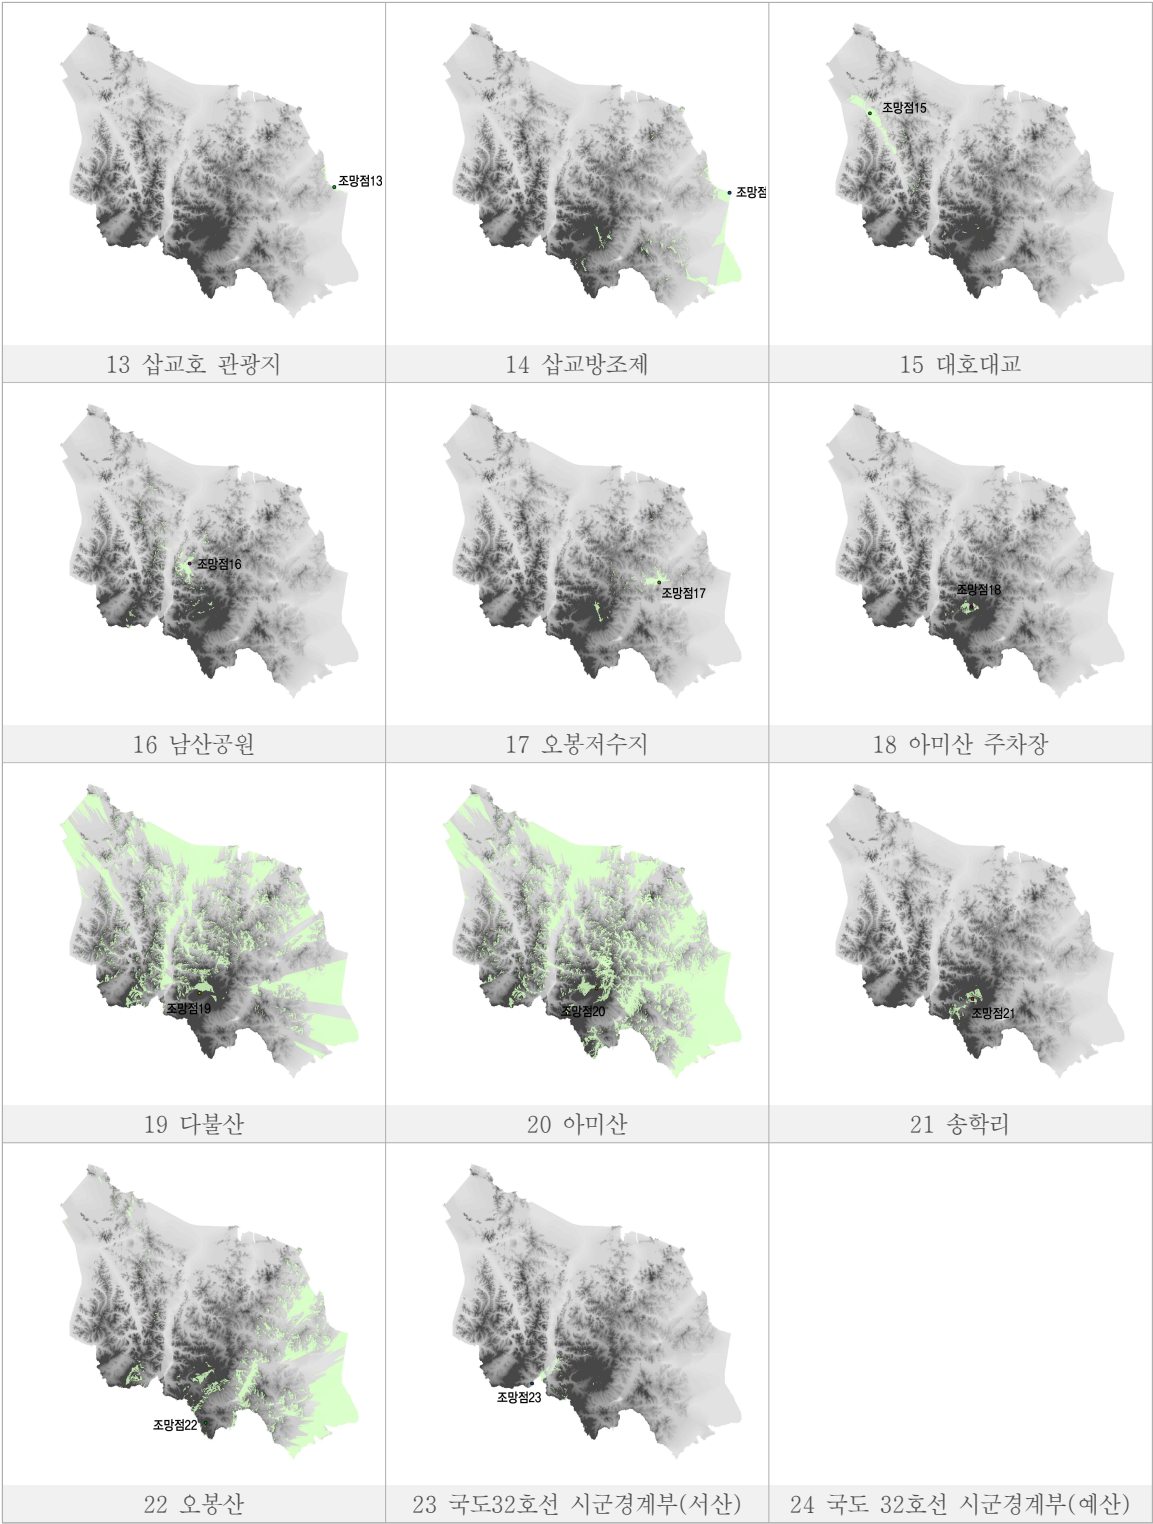 조망점13
조망점
조망점15
13 삽교호 관광지
14 삽교방조제
15 대호대교
조망점16
조망점17
조망점18
16 남산공원
17 오봉저수지
18 아미산 주차장
조망점19
조망점20
조망점21
19 다불산
20 아미산
21 송학리
조망점22
조망점23
22 오봉산
23 국도32호선 시군경계부(서산)
24 국도 32호선 시군경계부(예산)